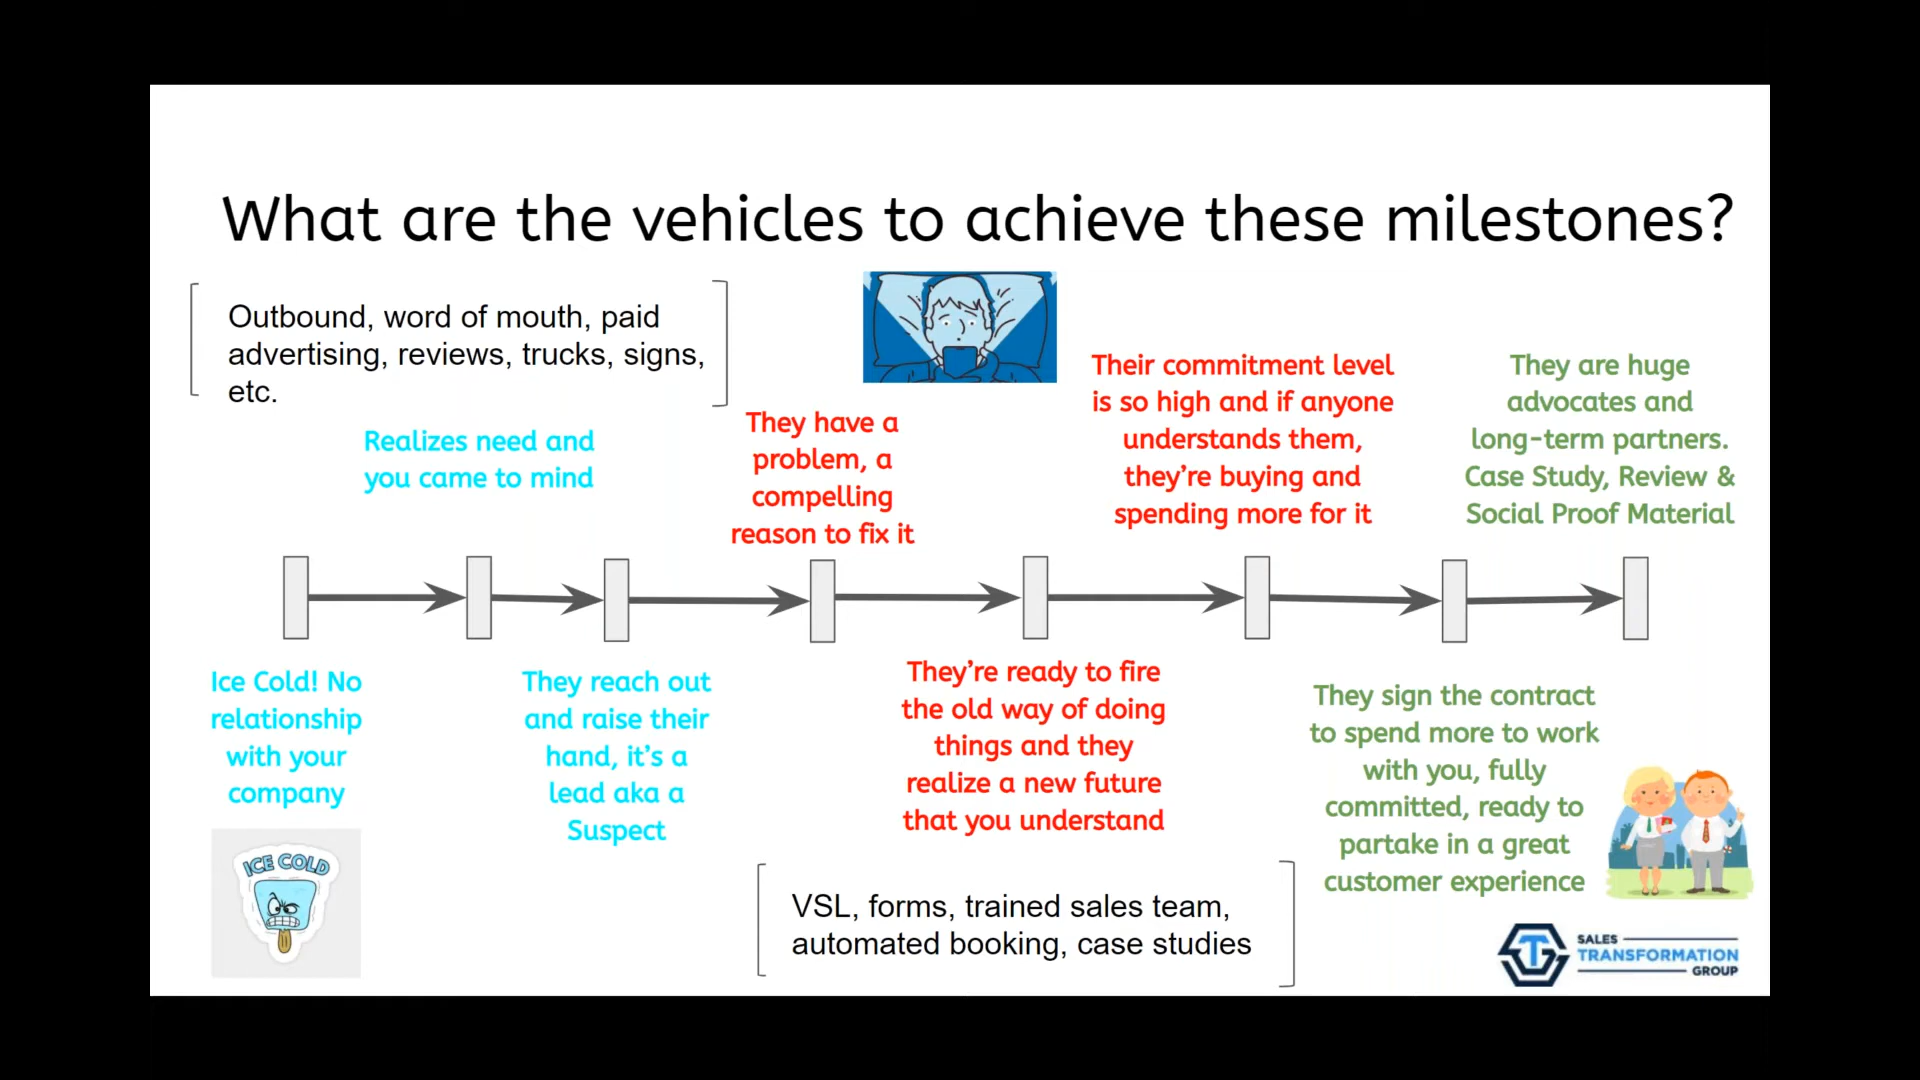 What are the vehicles to achieve these milestones?
Outbound, word of mouth, paid
advertising, reviews, trucks, signs,
etc.
Realizes need and
you came to mind
They have a
problem, a
compelling
reason to fix it
Their commitment level
is so high and if anyone
understands them,
they’re buying and
spending more for it
They are huge
advocates and
long-term partners.
Case Study, Review &
Social Proof Material
Ice Cold! No
relationship
with your
company
They reach out
and raise their
hand, it’s a
lead aka a
Suspect
They’re ready to fire
the old way of doing
things and they
realize a new future
that you understand
They sign the contract
to spend more to work
with you, fully
committed, ready to
partake in a great
customer experience
ICE COLD
VSL, forms, trained sales team,
automated booking, case studies
SALES
TRANSFORMATION
GROUP